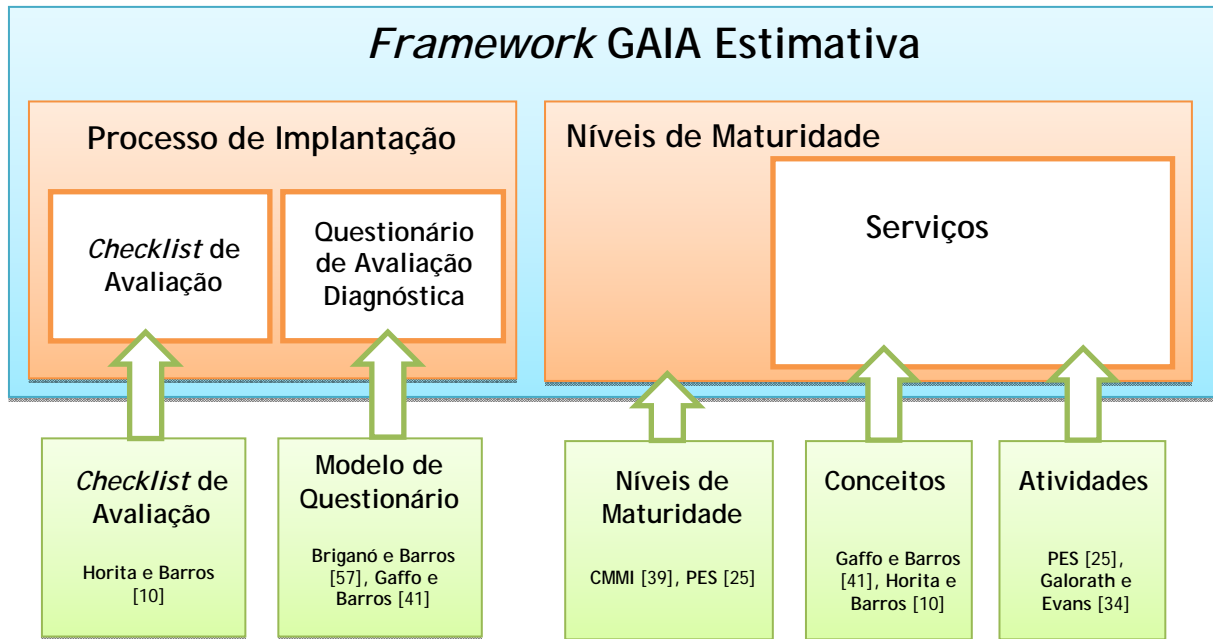 Framework GAIA Estimativa
Processo de Implantação
Checklist de
Avaliação
Questionário
de Avaliação
Diagnóstica
Níveis de Maturidade
Serviços
Checklist de
Avaliação
Horita e Barros
[10]
Modelo de
Questionário
Briganó e Barros
[57], Gaffo e
Barros [41]
Níveis de
Maturidade
CMMI [39], PES [25]
Conceitos
Gaffo e Barros
[41], Horita e
Barros [10]
Atividades
PES [25],
Galorath e
Evans [34]